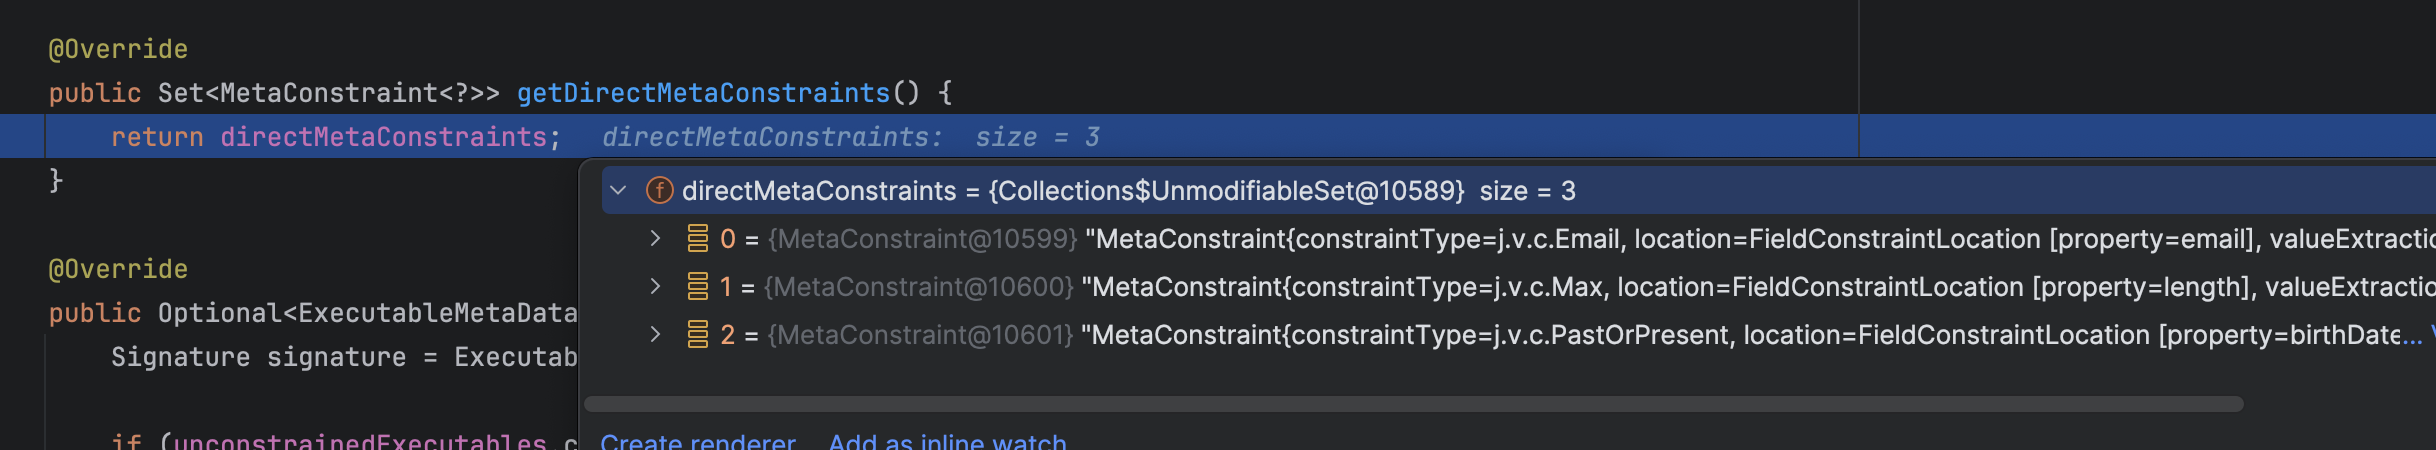 @Override
public Set<MetaConstraint<?>> getDirectMetaConstraints() {
return directMetaConstraints; directMetaConstraints: size = 3
}
directMetaConstraints = {Collections$UnmodifiableSet@10589} size = 3
0 = {MetaConstraint@10599} "MetaConstraint{constraintType=j.v.c.Email, location=FieldConstraintLocation [property=email], valueExtractio
1 = {MetaConstraint@10600} "MetaConstraint{constraintType=j.v.c.Max, location=FieldConstraintLocation [property=length], valueExtractio
2 = {MetaConstraint@10601} "MetaConstraint{constraintType=j.v.c.PastOrPresent, location=FieldConstraintLocation [property=birthDate...
@Override
public Optional<ExecutableMetaData
Signature signature = Executab
if (unconstrainedExecutables.c
Create renderer Add as inline watch